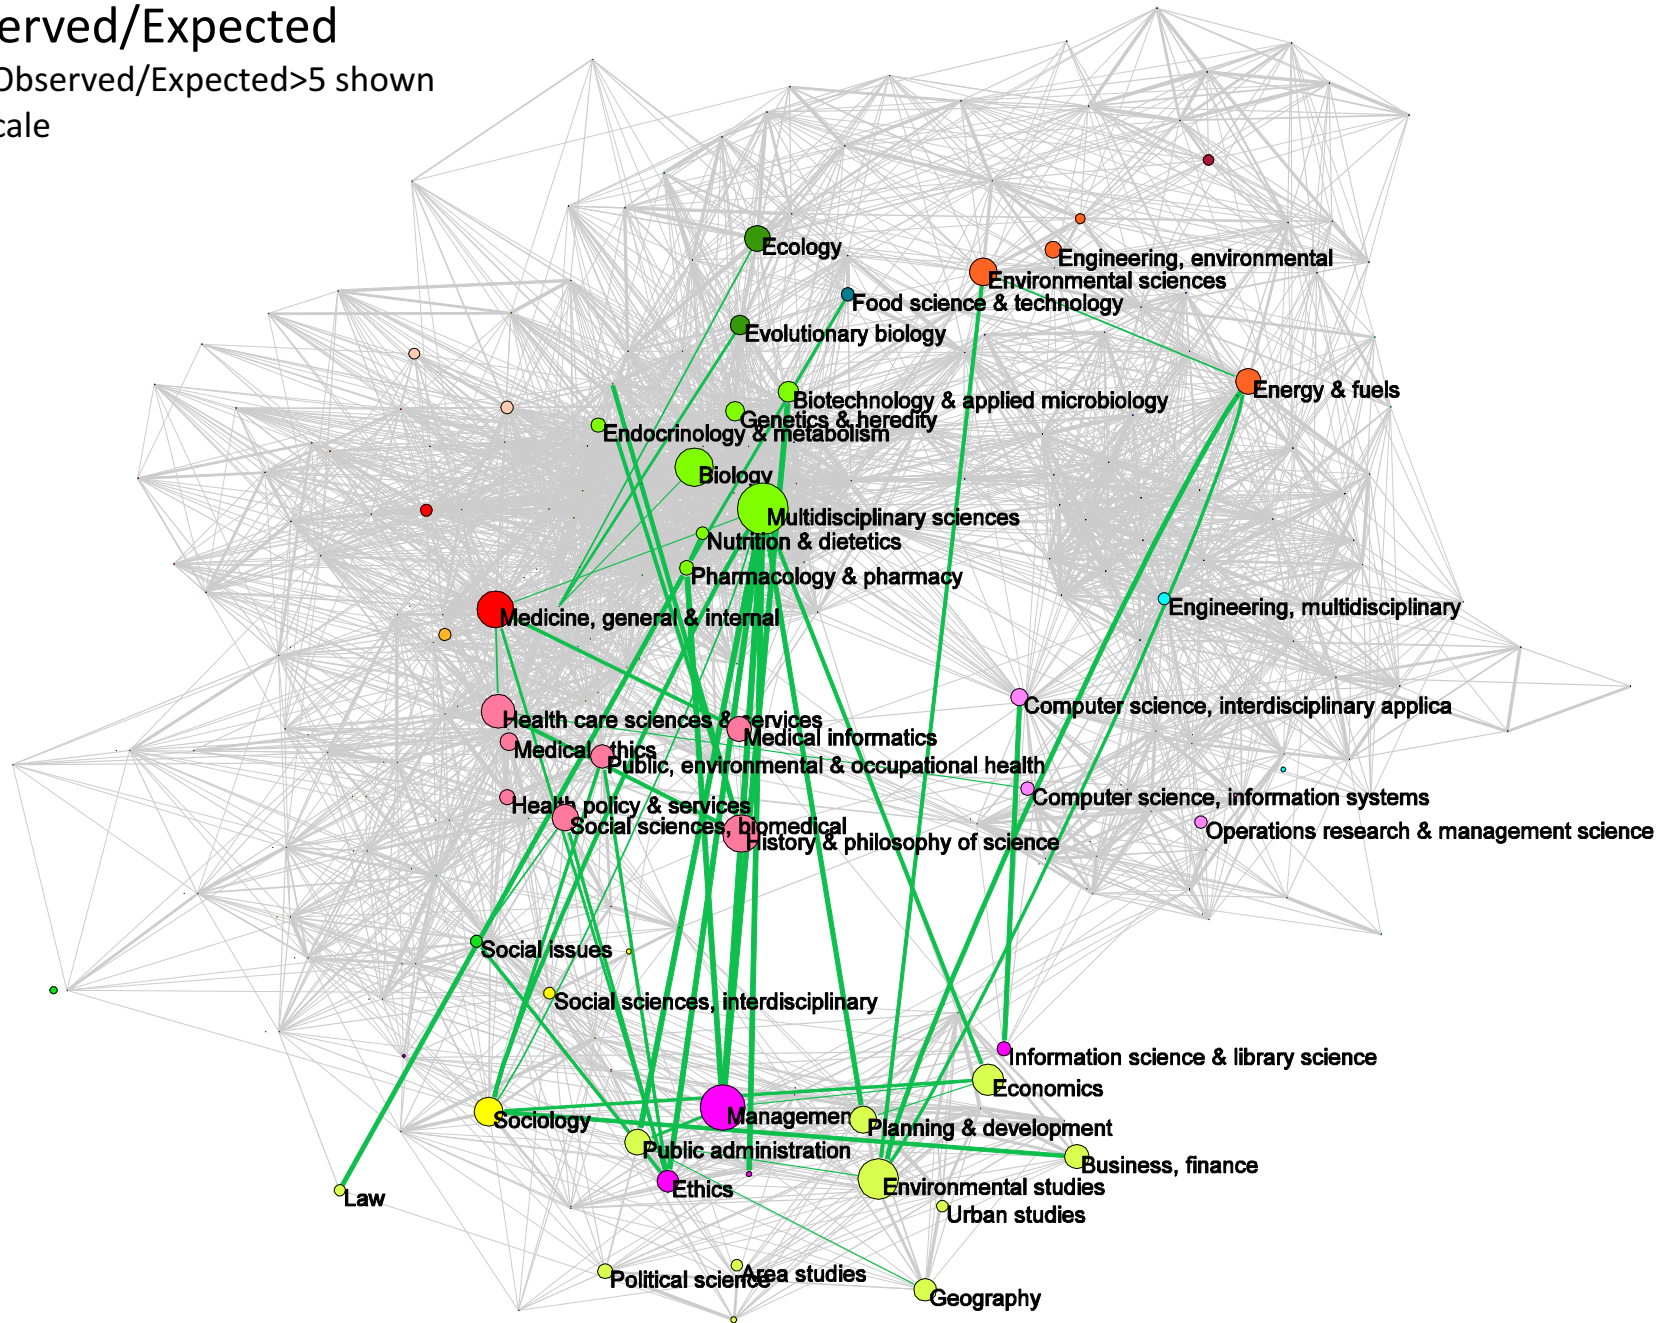 erved/Expected
Observed/Expected>5 shown
cale
Ecology
Engineering, environmental
Environmental sciences
Food science & technology
Evolutionary biology
Energy & fuels
Biotechnology & applied microbiology
Genetics & heredity
Endocrinology & metabolism
Biology
Multidisciplinary sciences
Nutrition & dietetics
Pharmacology & pharmacy
Engineering, multidisciplinary
Medicine, general & internal
Computer science, interdisciplinary applica
Health care sciences & services
Medical informatics
Medical ethics
Public, environmental & occupational health
Computer science, information systems
Health policy & services
Social sciences, biomedical
Operations research & management science
History & philosophy of science
Social issues
Social sciences, interdisciplinary
Information science & library science
Economics
Management
Sociology
Planning & development
Public administration
Business, finance
Ethics
Environmental studies
Law
Urban studies
Area studies
Political science
Geography